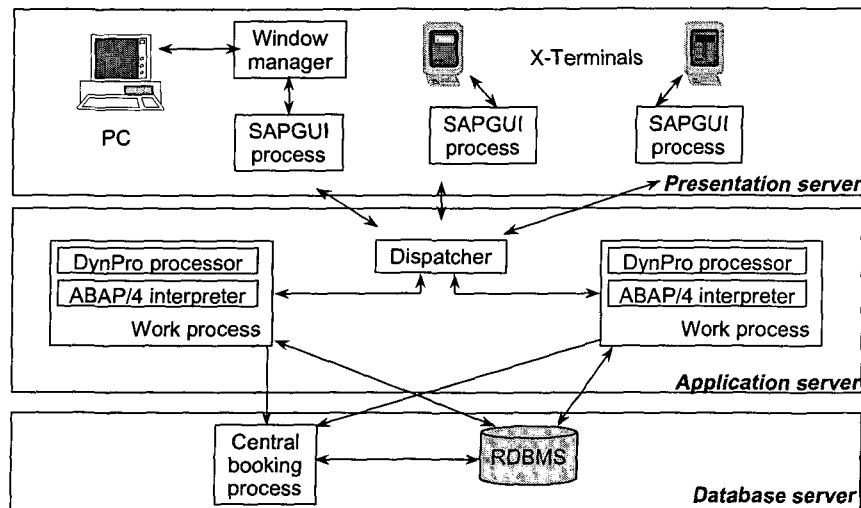 Window
manager
X-Terminals
PC
SAPGUI
process
SAPGUI
process
SAPGUI
process
Presentation server
Dispatcher
DynPro processor
ABAP/4 interpreter
Work process
DynPro processor
ABAP/4 interpreter
Work process
Application server
Central
booking
process
RDBMS
Database server